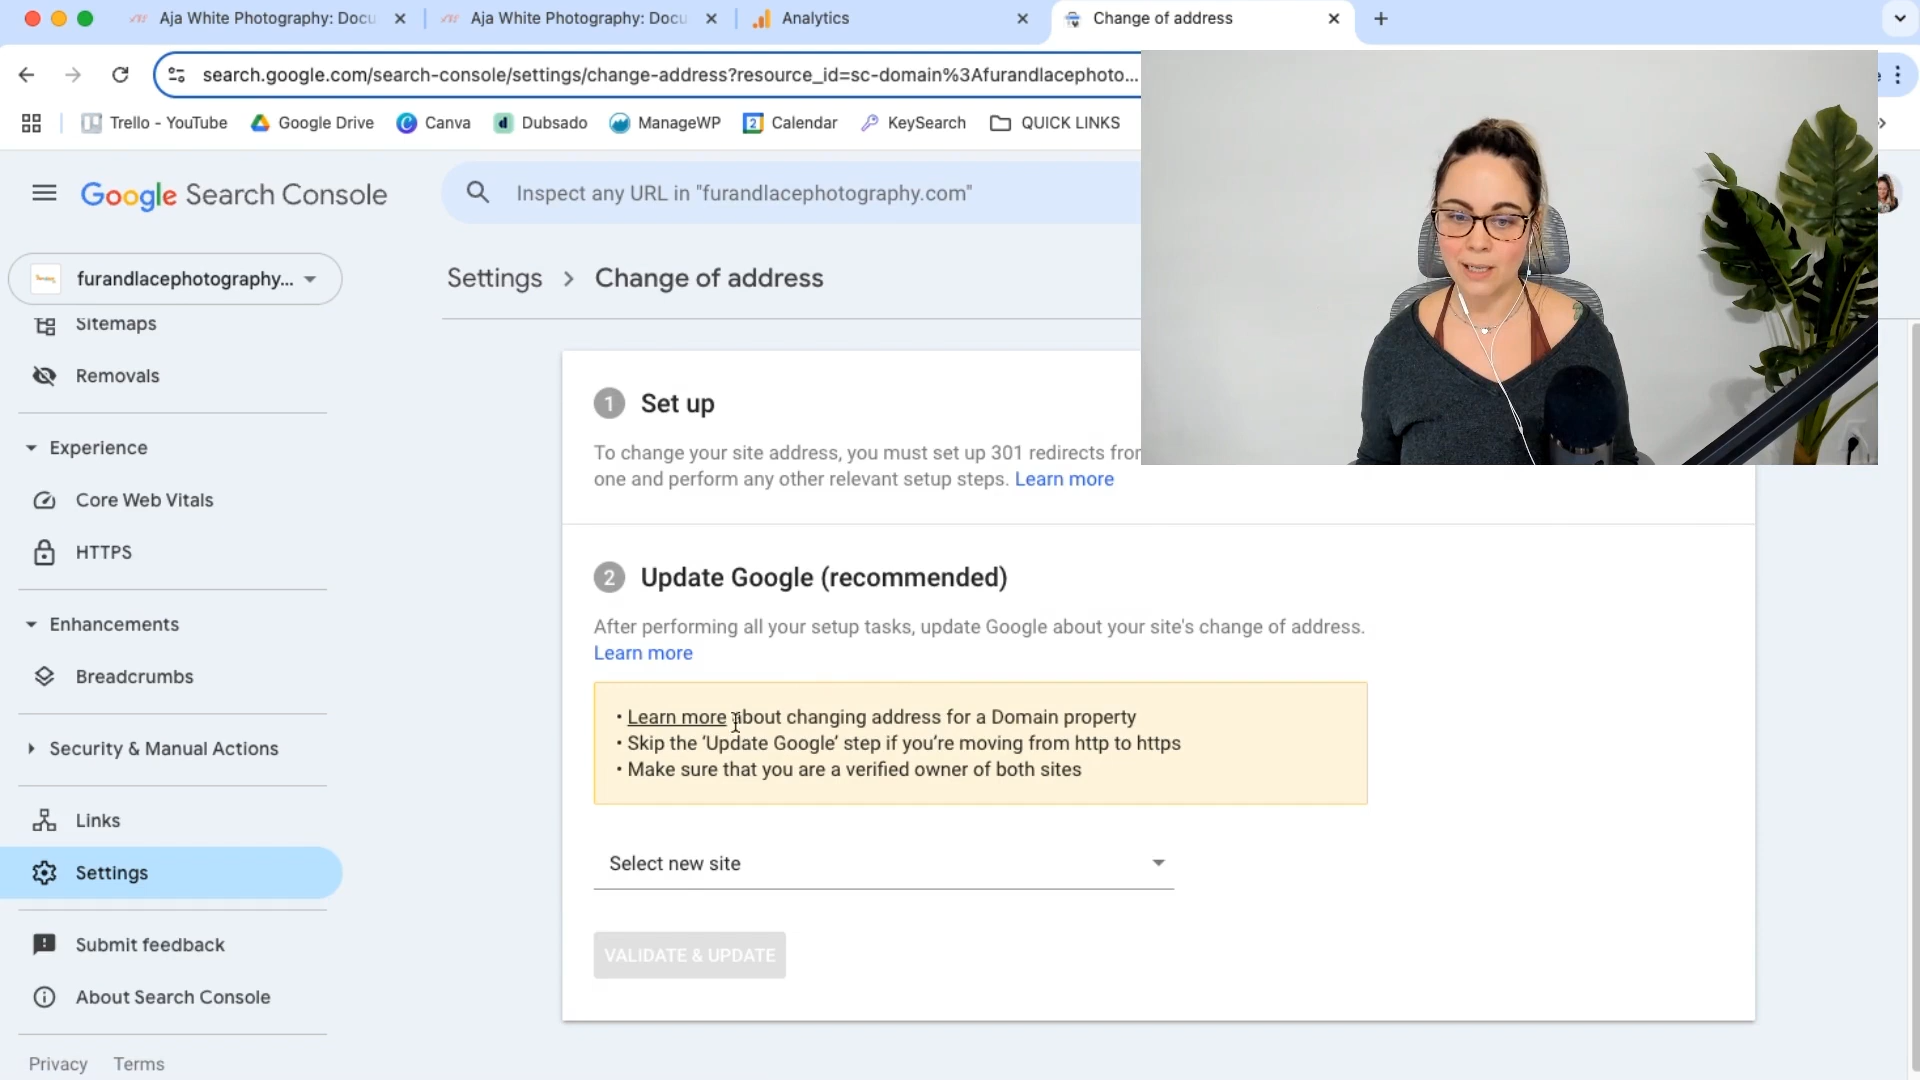 Aja White Photography: Docu
Aja White Photography: Docu
Analytics
Change of address
search.google.com/search-console/settings/change-address?resource_id=sc-domain%3Afurandlacephoto...
Trello - YouTube
Google Drive
Canva
Dubsado
ManageWP
Calendar
KeySearch
QUICK LINKS
Google Search Console
Inspect any URL in "furandlacephotography.com"
furandlacephotography...
Sitemaps
Removals
Experience
Core Web Vitals
HTTPS
Enhancements
Breadcrumbs
Security & Manual Actions
Links
Settings
Submit feedback
About Search Console
Privacy Terms
Settings > Change of address
1 Set up
To change your site address, you must set up 301 redirects from
one and perform any other relevant setup steps. Learn more
2 Update Google (recommended)
After performing all your setup tasks, update Google about your site's change of address.
Learn more
• Learn more about changing address for a Domain property
• Skip the ‘Update Google’ step if you’re moving from http to https
• Make sure that you are a verified owner of both sites
Select new site
VALIDATE & UPDATE